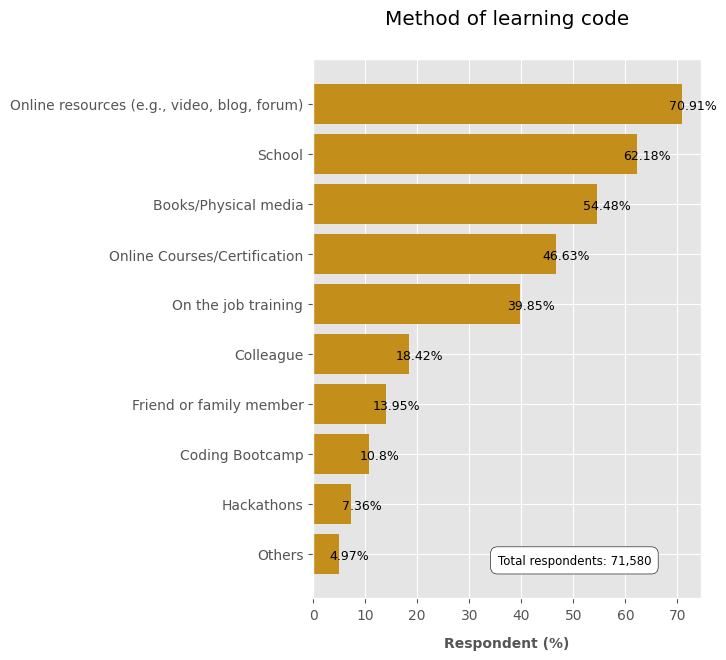 Method of learning code
Online resources (e.g., video, blog, forum)
70.91%
School
62.18%
Books/Physical media
54.48%
Online Courses/Certification
46.63%
On the job training
39.85%
Colleague
18.42%
Friend or family member
13.95%
Coding Bootcamp
10.8%
Hackathons
7.36%
Others
4.97%
Total respondents: 71,580
0 10 20 30 40 50 60 70
Respondent (%)